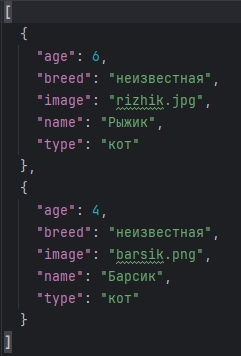 [
  {
    "age": 6,
    "breed": "неизвестная",
    "image": "rizhik.jpg",
    "name": "Рыжик",
    "type": "кот"
  },
  {
    "age": 4,
    "breed": "неизвестная",
    "image": "barsik.png",
    "name": "Барсик",
    "type": "кот"
  }
]